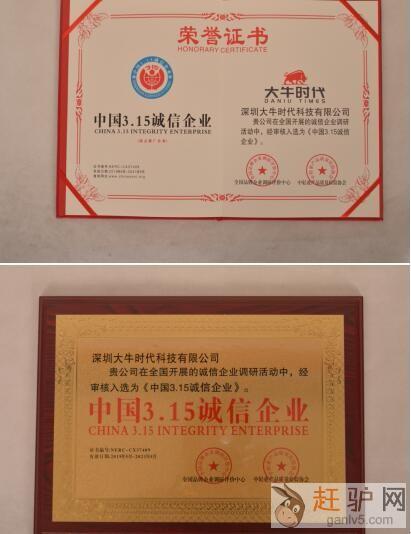 荣誉证书
HONORARY CERTIFICATE
中国3.15诚信企业
CHINA 3.15 INTEGRITY ENTERPRISE
大牛时代
DANIU TIMES
深圳大牛时代科技有限公司
贵公司在全国开展的诚信企业调研
活动中，经审核入选为《中国3.15诚信
企业》。
深圳大牛时代科技有限公司
贵公司在全国开展的诚信企业调研活动中，经
审核入选为《中国3.15诚信企业》。
中国3.15诚信企业
CHINA 3.15 INTEGRITY ENTERPRISE
证书编号:NERC-CX37409
赶驴网
ganlv5.com